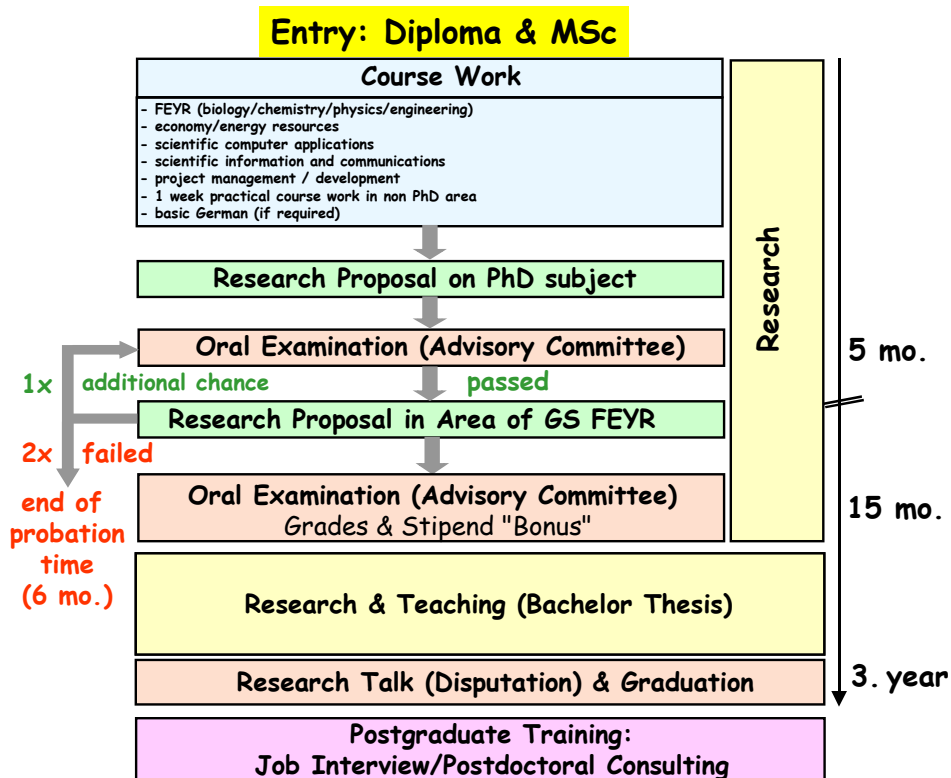 Entry: Diploma & MSc
Course Work
- FEYR (biology/chemistry/physics/engineering)
- economy/energy resources
- scientific computer applications
- scientific information and communications
- project management / development
- 1 week practical course work in non PhD area
- basic German (if required)
Research
Research Proposal on PhD subject
Oral Examination (Advisory Committee)
5 mo.
1x additional chance
passed
Research Proposal in Area of GS FEYR
2x failed
end of
probation
time
(6 mo.)
Oral Examination (Advisory Committee)
Grades & Stipend "Bonus"
15 mo.
Research & Teaching (Bachelor Thesis)
Research Talk (Disputation) & Graduation
3. year
Postgraduate Training:
Job Interview/Postdoctoral Consulting